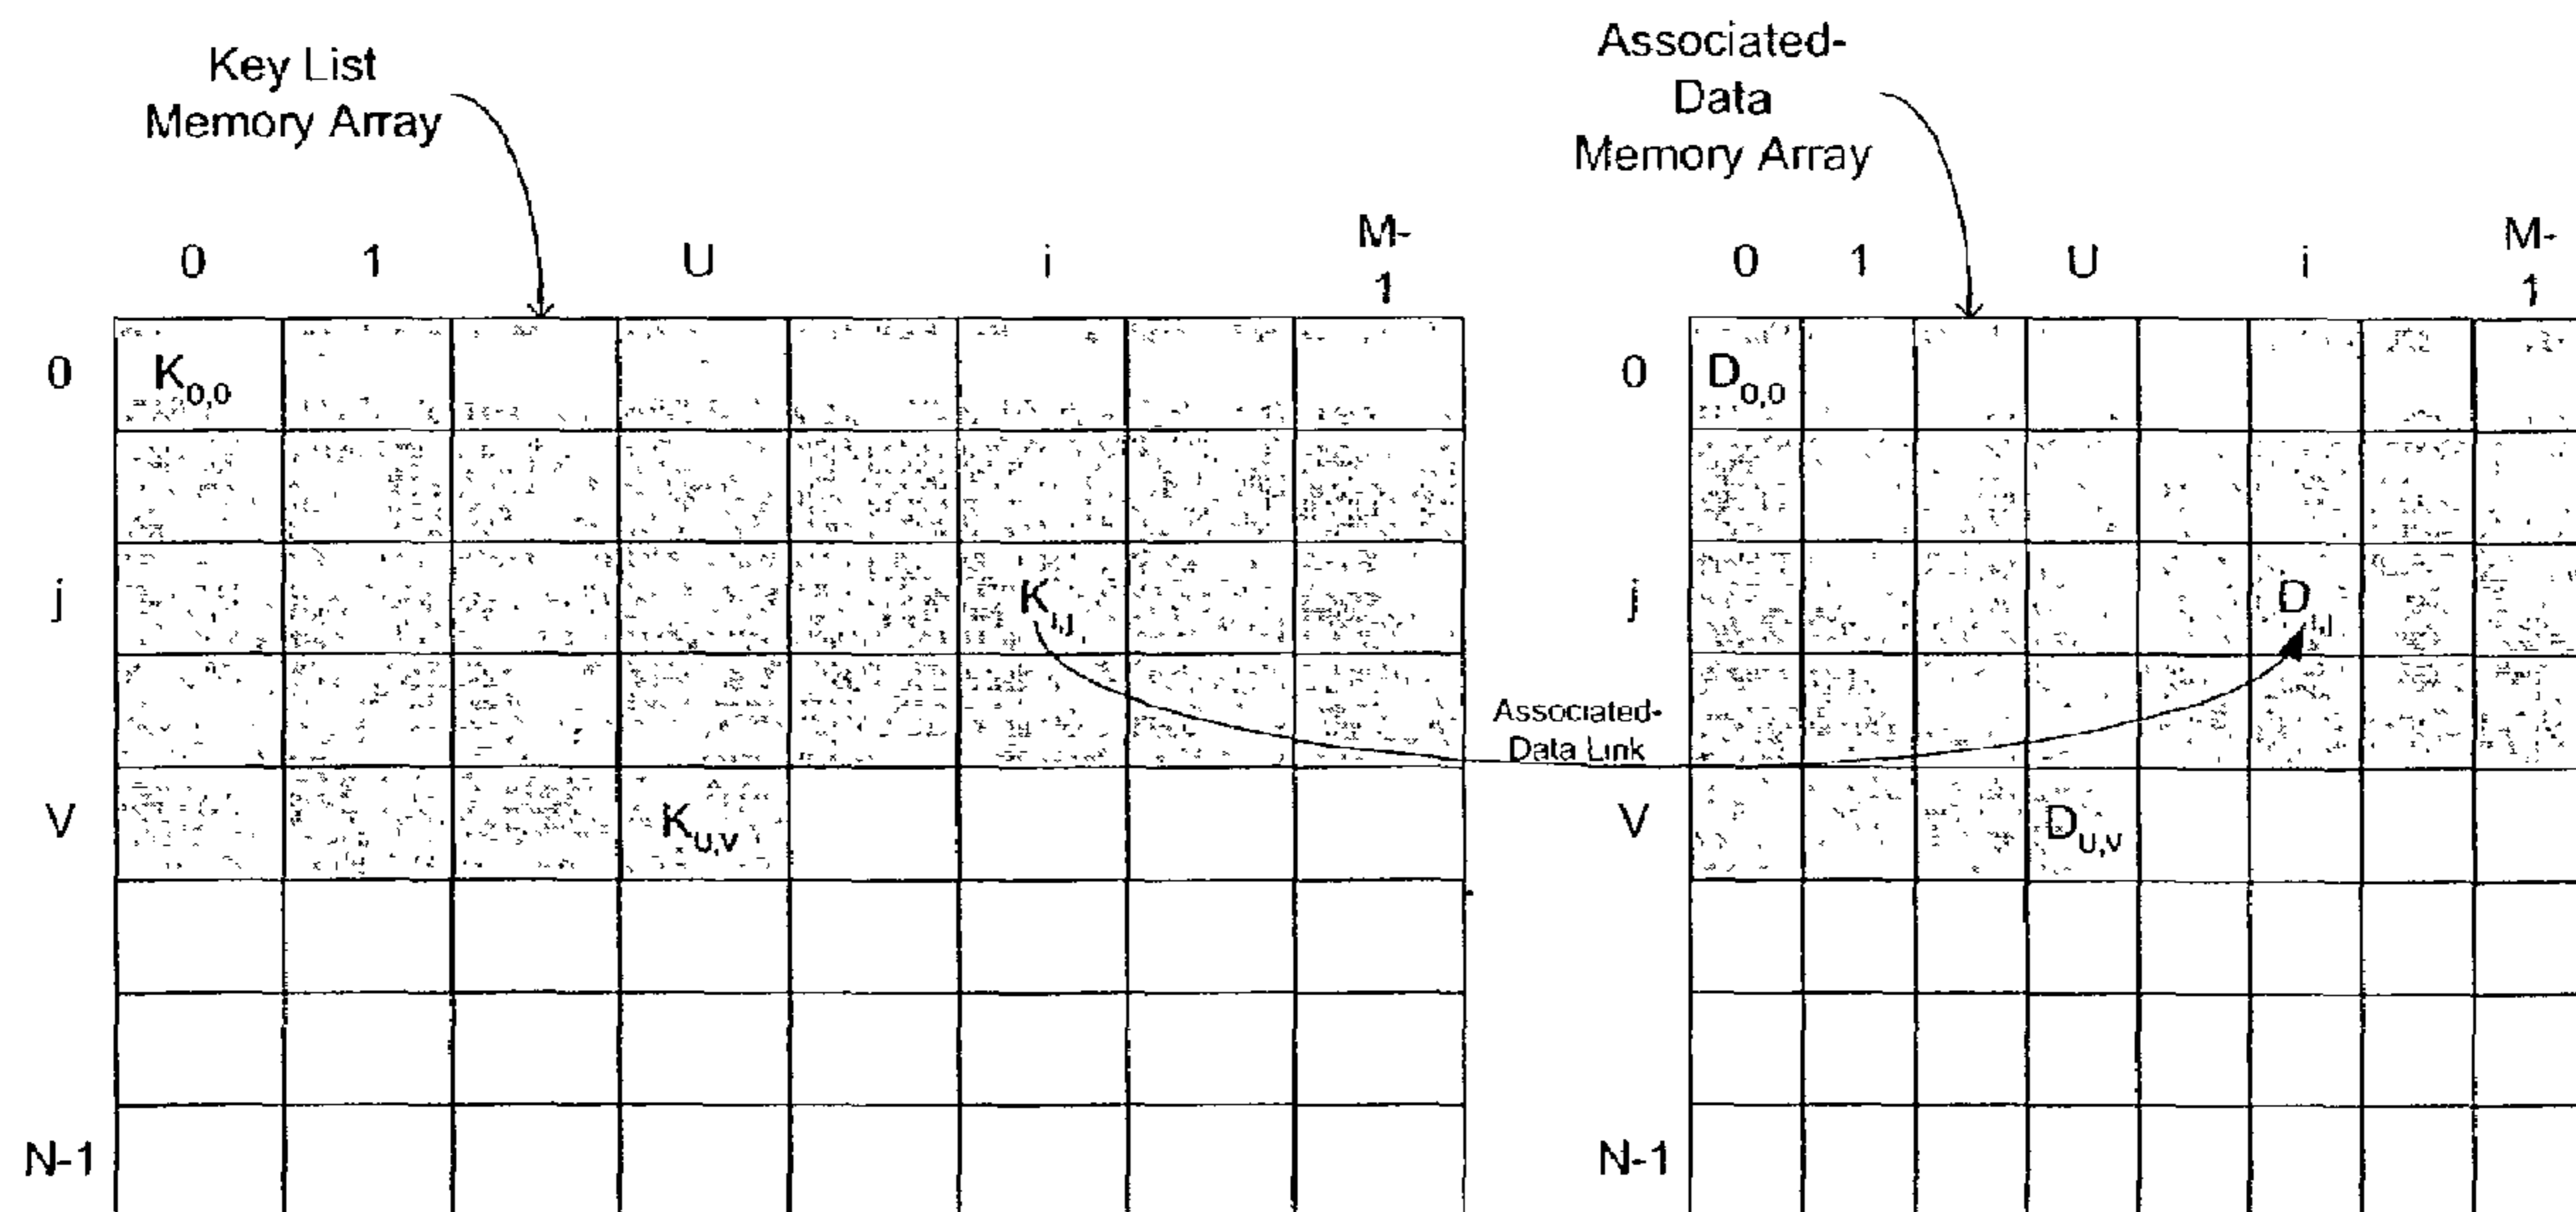 Key List
Memory Array
Associated-
Data
Memory Array
0 1 U i M-
1
0 1 U i M-
1
0 K0,0
0 D0,0
j Ki,j
j Di,j
Associated-
Data Link
V KU,V
V DU,V
N-1
N-1